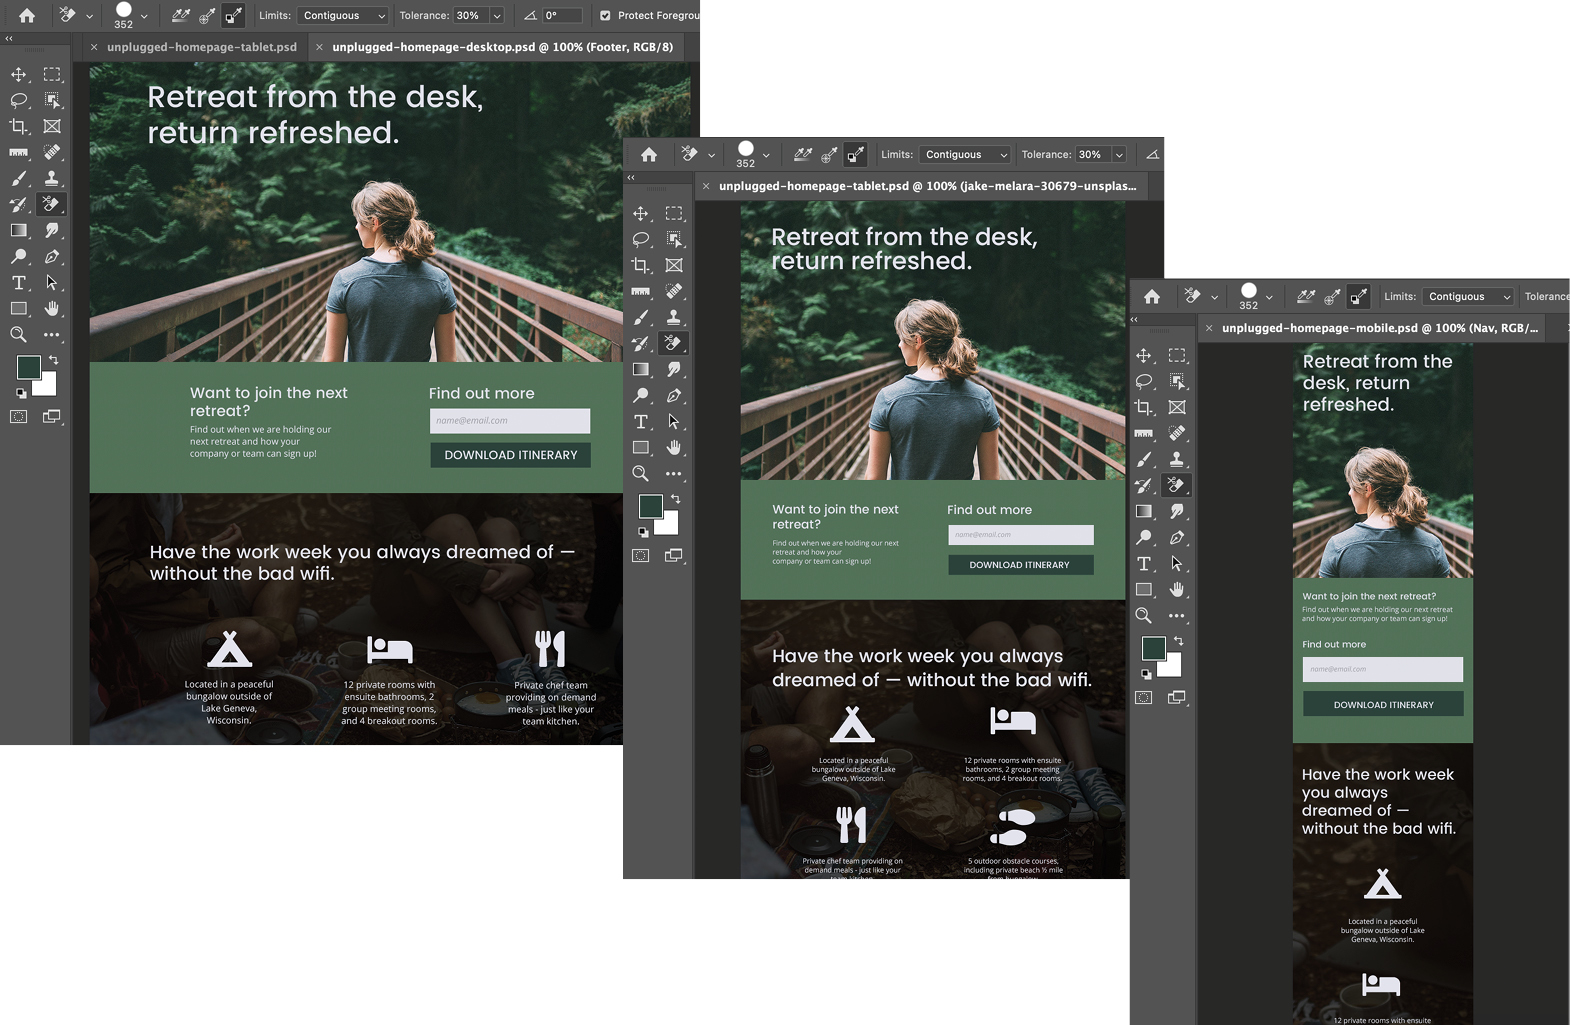 352
Limits:
Contiguous
Tolerance:
30%
0°
Protect Foregrou
unplugged-homepage-tablet.psd
unplugged-homepage-desktop.psd @ 100% (Footer, RGB/8)
Retreat from the desk,
return refreshed.
Want to join the next
retreat?
Find out when we are holding our
next retreat and how your
company or team can sign up!
Find out more
name@email.com
DOWNLOAD ITINERARY
Have the work week you always dreamed of —
without the bad wifi.
Located in a peaceful
bungalow outside of
Lake Geneva,
Wisconsin.
12 private rooms with
ensuite bathrooms, 2
group meeting rooms,
and 4 breakout rooms.
Private chef team
providing on demand
meals - just like your
team kitchen.
352
Limits:
Contiguous
Tolerance:
30%
unplugged-homepage-tablet.psd @ 100% (jake-melara-30679-unsplas...
Retreat from the desk,
return refreshed.
Want to join the next
retreat?
Find out when we are holding our next
retreat and how your
company or team can sign up!
Find out more
name@email.com
DOWNLOAD ITINERARY
Have the work week you always
dreamed of — without the bad wifi.
Located in a peaceful
bungalow outside of Lake
Geneva, Wisconsin.
12 private rooms with ensuite
bathrooms, 2 group meeting
rooms, and 4 breakout rooms.
Private chef team providing on
demand meals - just like your
team kitchen.
5 outdoor obstacle courses,
including private beach ½ mile
from bungalow.
352
Limits:
Contiguous
Tolerance
unplugged-homepage-mobile.psd @ 100% (Nav, RGB/...
Retreat from the
desk, return
refreshed.
Want to join the next retreat?
Find out when we are holding our next retreat
and how your company or team can sign up!
Find out more
name@email.com
DOWNLOAD ITINERARY
Have the work week
you always
dreamed of —
without the bad wifi.
Located in a peaceful
bungalow outside of Lake
Geneva, Wisconsin.
12 private rooms with ensuite